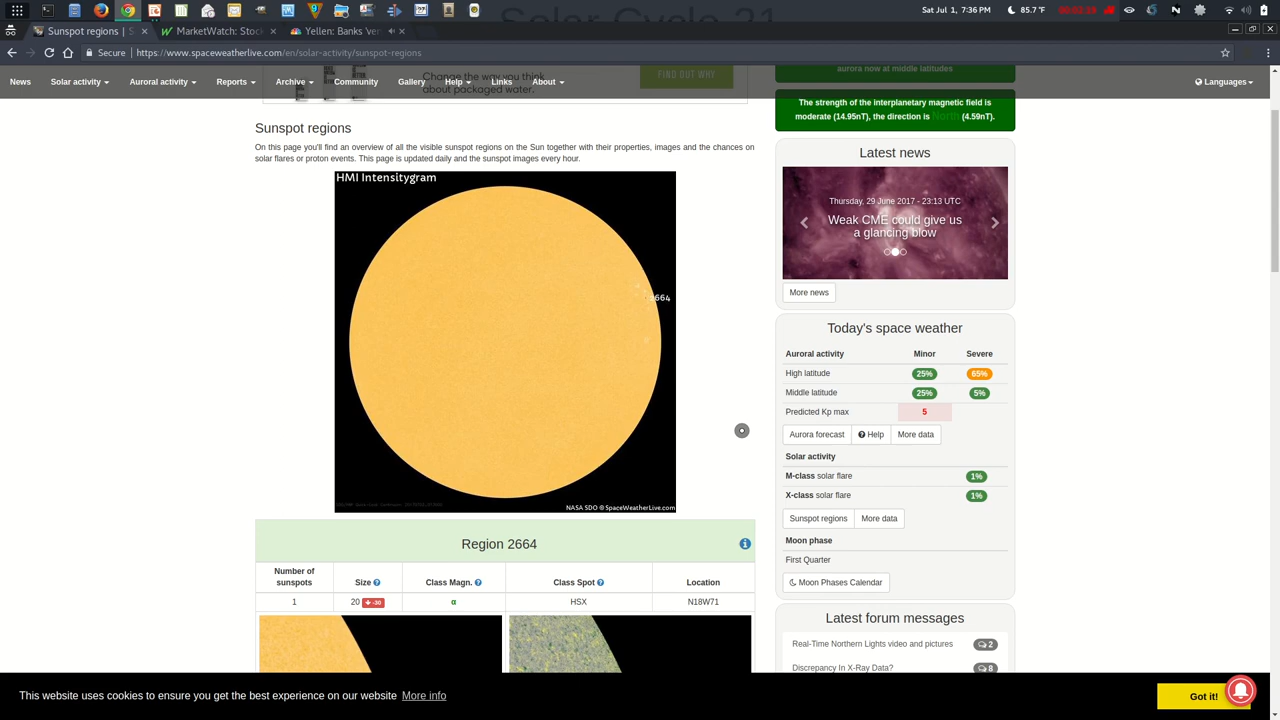 Solar Cycle 21
Sat Jul 1, 7:36 PM
85.7 °F
00:02:19
Sunspot regions | S
MarketWatch: Stock
Yellen: Banks 'ver
Secure
https://www.spaceweatherlive.com/en/solar-activity/sunspot-regions
News
Solar activity
Auroral activity
Reports
Archive
Community
Gallery
Help
Links
About
Languages
Change the way you think
about packaged water.
FIND OUT WHY
aurora now at middle latitudes
The strength of the interplanetary magnetic field is
moderate (14.95nT), the direction is North (4.59nT).
Sunspot regions
On this page you'll find an overview of all the visible sunspot regions on the Sun together with their properties, images and the chances on
solar flares or proton events. This page is updated daily and the sunspot images every hour.
HMI Intensitygram
2664
NASA SDO © SpaceWeatherLive.com
Region 2664
Number of
sunspots
Size
Class Magn.
Class Spot
Location
1
20 -30
α
HSX
N18W71
Latest news
Thursday, 29 June 2017 - 23:13 UTC
Weak CME could give us
a glancing blow
More news
Today's space weather
Auroral activity Minor Severe
High latitude 25% 65%
Middle latitude 25% 5%
Predicted Kp max 5
Aurora forecast Help More data
Solar activity
M-class solar flare 1%
X-class solar flare 1%
Sunspot regions More data
Moon phase
First Quarter
Moon Phases Calendar
Latest forum messages
Real-Time Northern Lights video and pictures 2
Discrepancy In X-Ray Data? 8
This website uses cookies to ensure you get the best experience on our website More info
Got it!